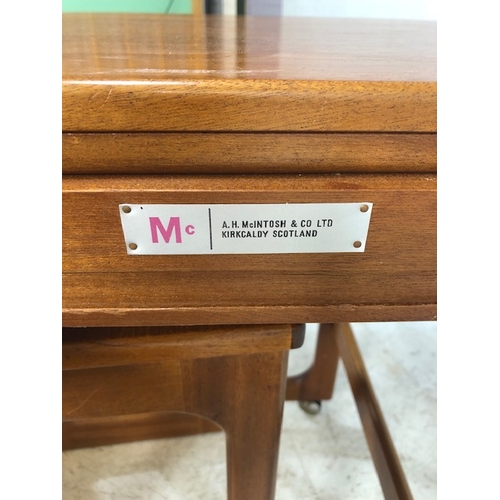 Mc
A.H. McINTOSH & CO LTD
KIRKCALDY SCOTLAND